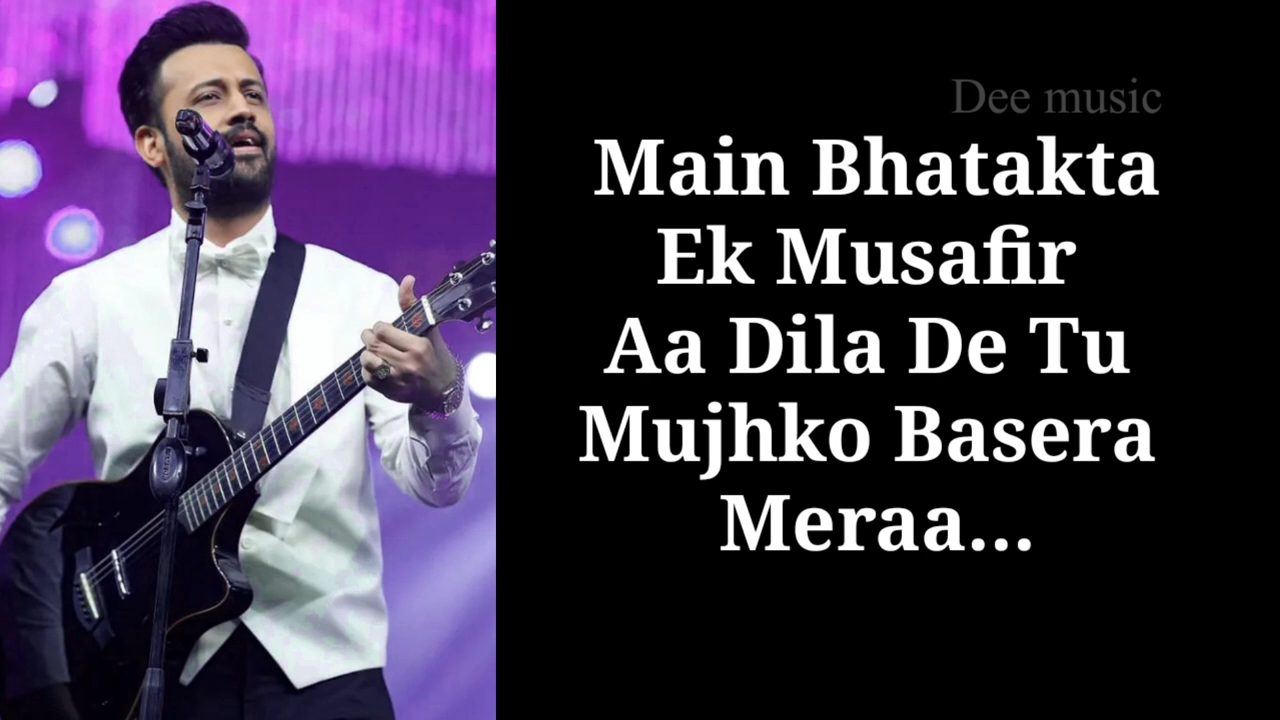 Dee music
Main Bhatakta
Ek Musafir
Aa Dila De Tu
Mujhko Basera
Meraa...